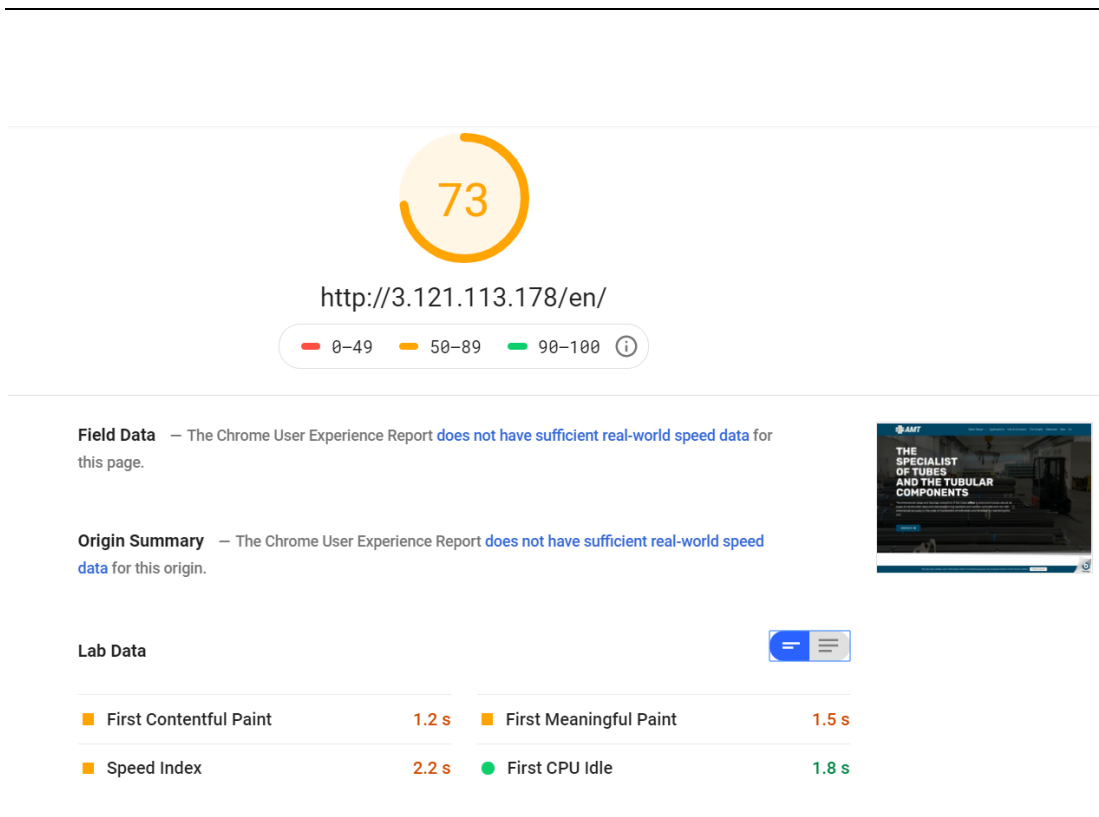 73
http://3.121.113.178/en/
0–49 50–89 90–100
Field Data — The Chrome User Experience Report does not have sufficient real-world speed data for
this page.
AMT
THE
SPECIALIST
OF TUBES
AND THE TUBULAR
COMPONENTS
Origin Summary — The Chrome User Experience Report does not have sufficient real-world speed
data for this origin.
Lab Data
First Contentful Paint 1.2 s First Meaningful Paint 1.5 s
Speed Index 2.2 s First CPU Idle 1.8 s